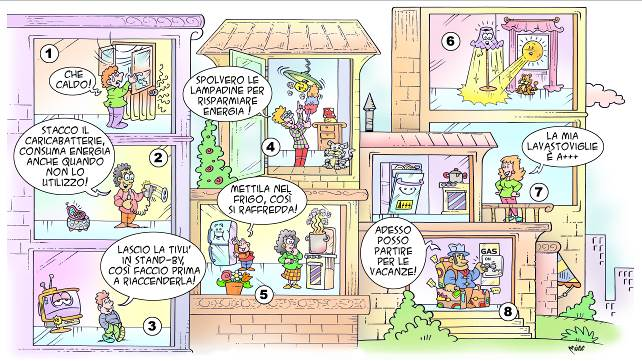 1
CHE
CALDO!
STACCO IL
CARICABATTERIE,
CONSUMA ENERGIA
ANCHE QUANDO
NON LO
UTILIZZO!
2
LASCIO LA TIVU'
IN STAND-BY,
COSÌ FACCIO PRIMA
A RIACCENDERLA!
3
SPOLVERO LE
LAMPADINE PER
RISPARMIARE
ENERGIA!
4
METTILA NEL
FRIGO, COSÌ
SI RAFFREDDA!
5
6
LA MIA
LAVASTOVIGLIE
È A+++
7
A+++
ADESSO
POSSO
PARTIRE
PER LE
VACANZE!
GAS
8